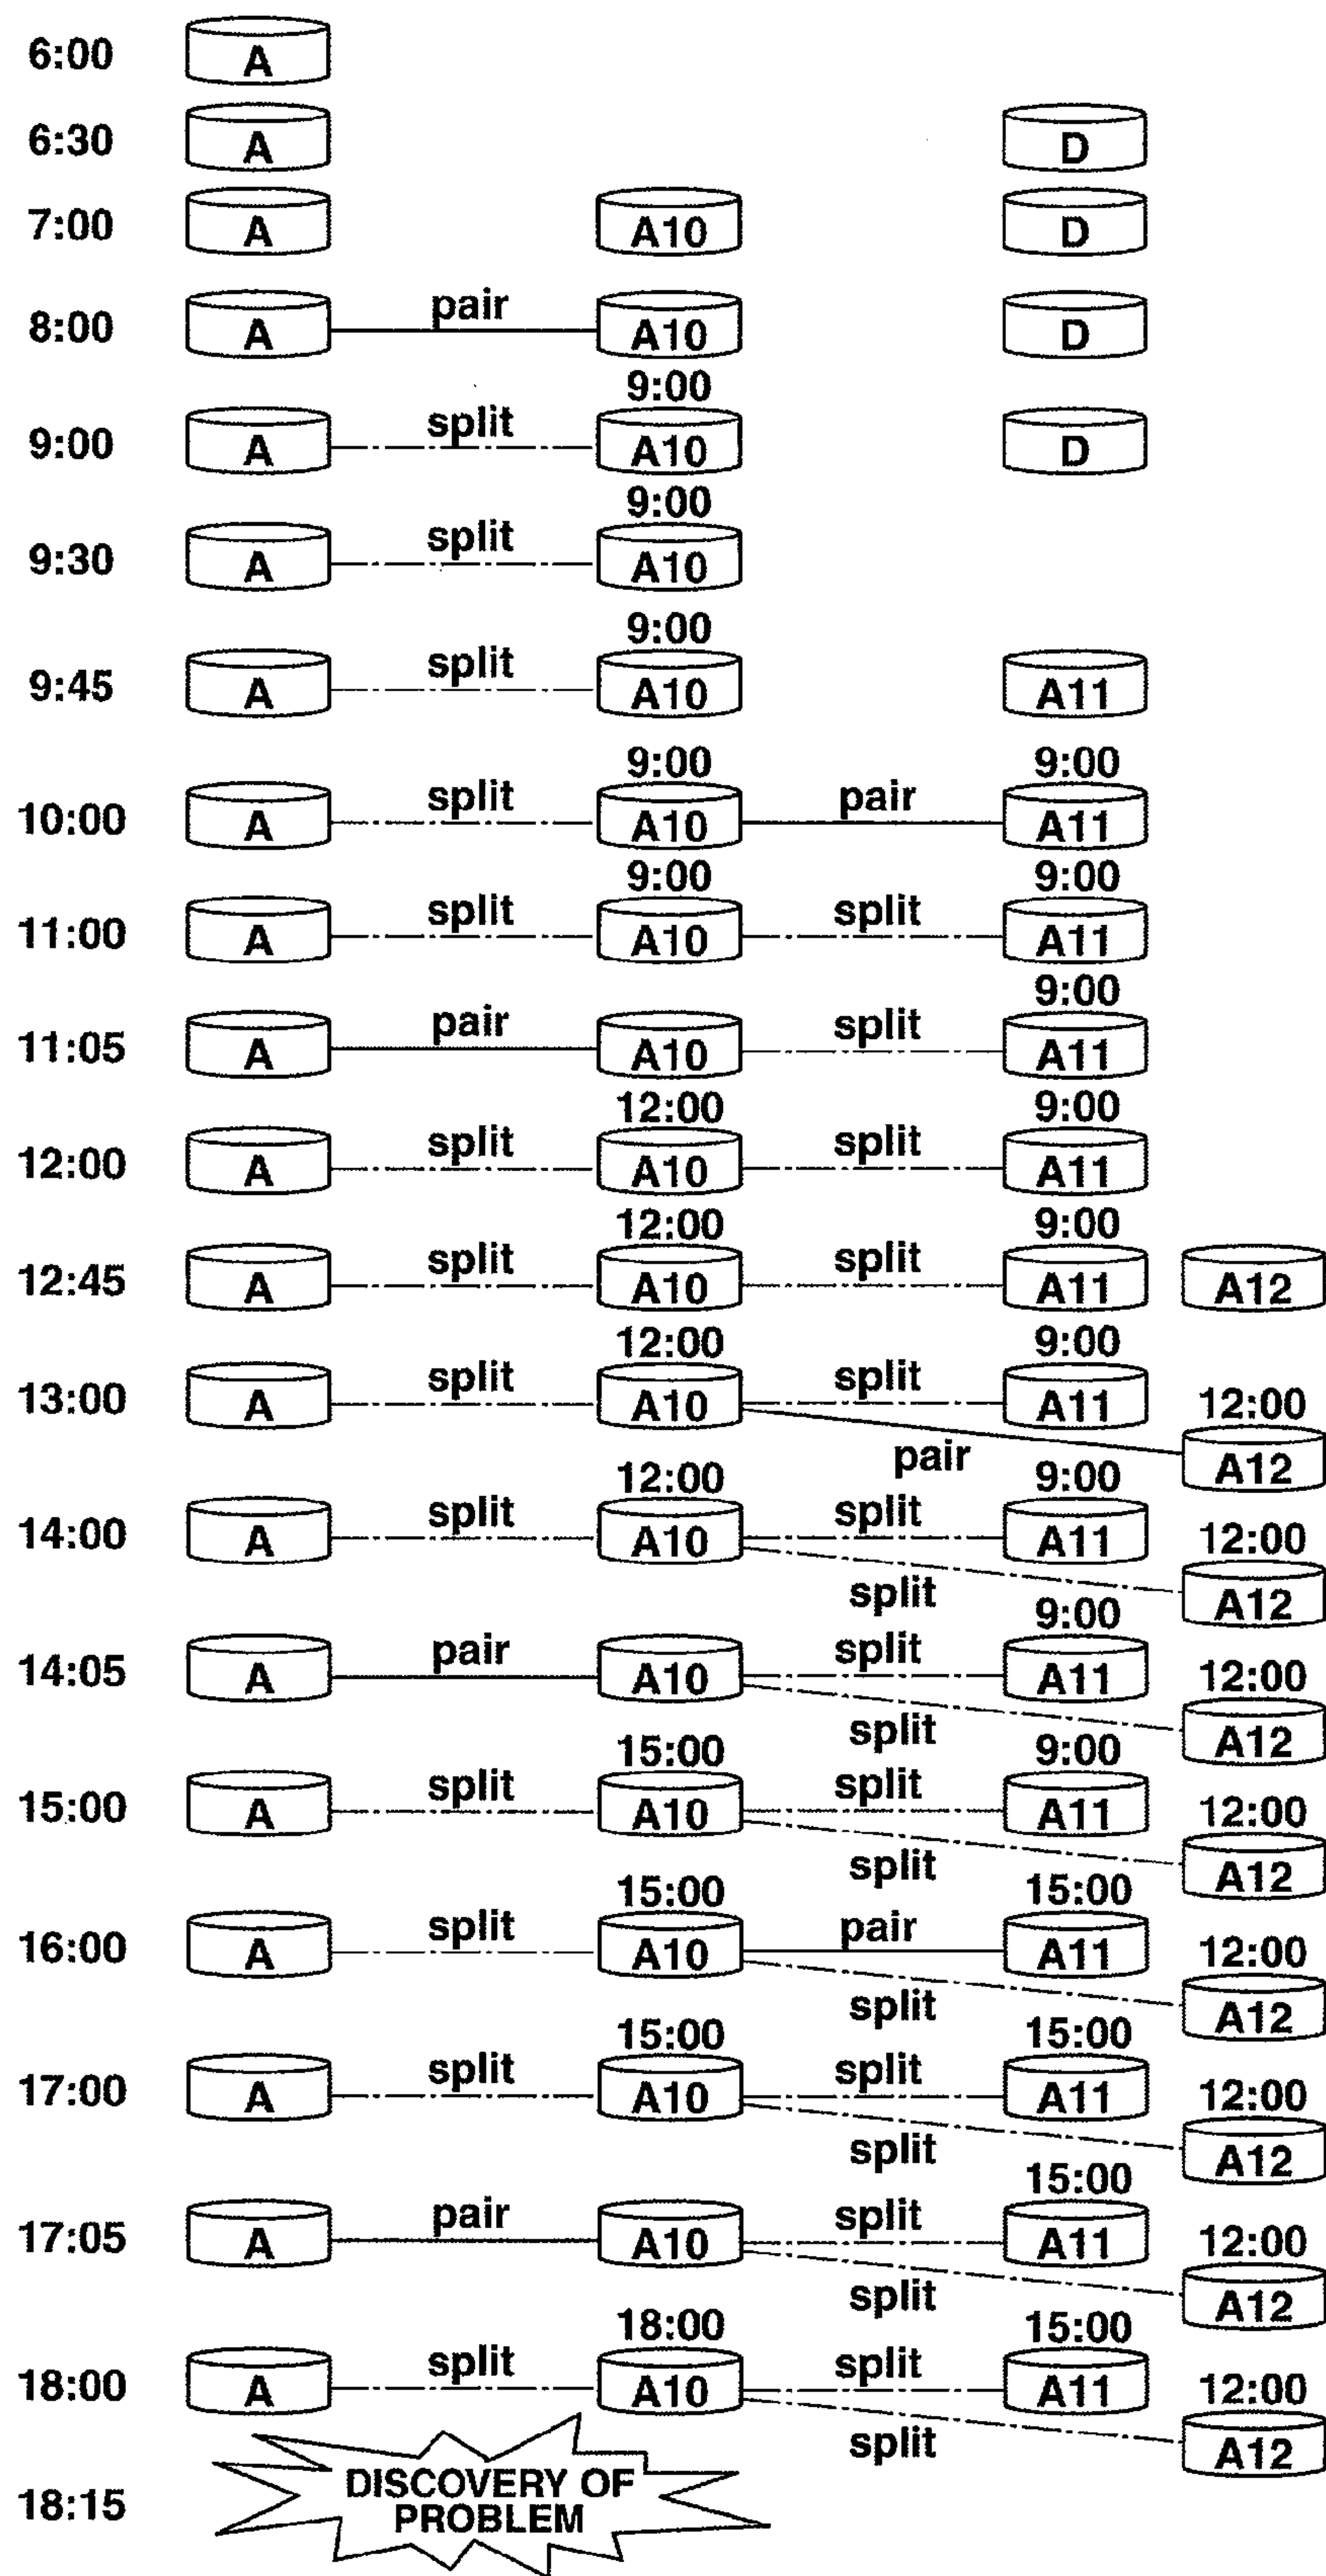 6:00 A
6:30 A D
7:00 A A10 D
8:00 A pair A10 D
9:00
9:00 A split A10 D
9:00
9:30 A split A10
9:00
9:45 A split A10 A11
9:00 9:00
10:00 A split A10 pair A11
9:00 9:00
11:00 A split A10 split A11
9:00
11:05 A pair A10 split A11
12:00 9:00
12:00 A split A10 split A11
12:00 9:00
12:45 A split A10 split A11 A12
12:00 9:00
13:00 A split A10 split A11 12:00
pair A12
12:00 9:00
14:00 A split A10 split A11 12:00
split A12
9:00
14:05 A pair A10 split A11 12:00
split A12
15:00 9:00
15:00 A split A10 split A11 12:00
split A12
15:00 15:00
16:00 A split A10 pair A11 12:00
split A12
15:00 15:00
17:00 A split A10 split A11 12:00
split A12
15:00
17:05 A pair A10 split A11 12:00
split A12
18:00 15:00
18:00 A split A10 split A11 12:00
split A12
18:15 DISCOVERY OF
PROBLEM